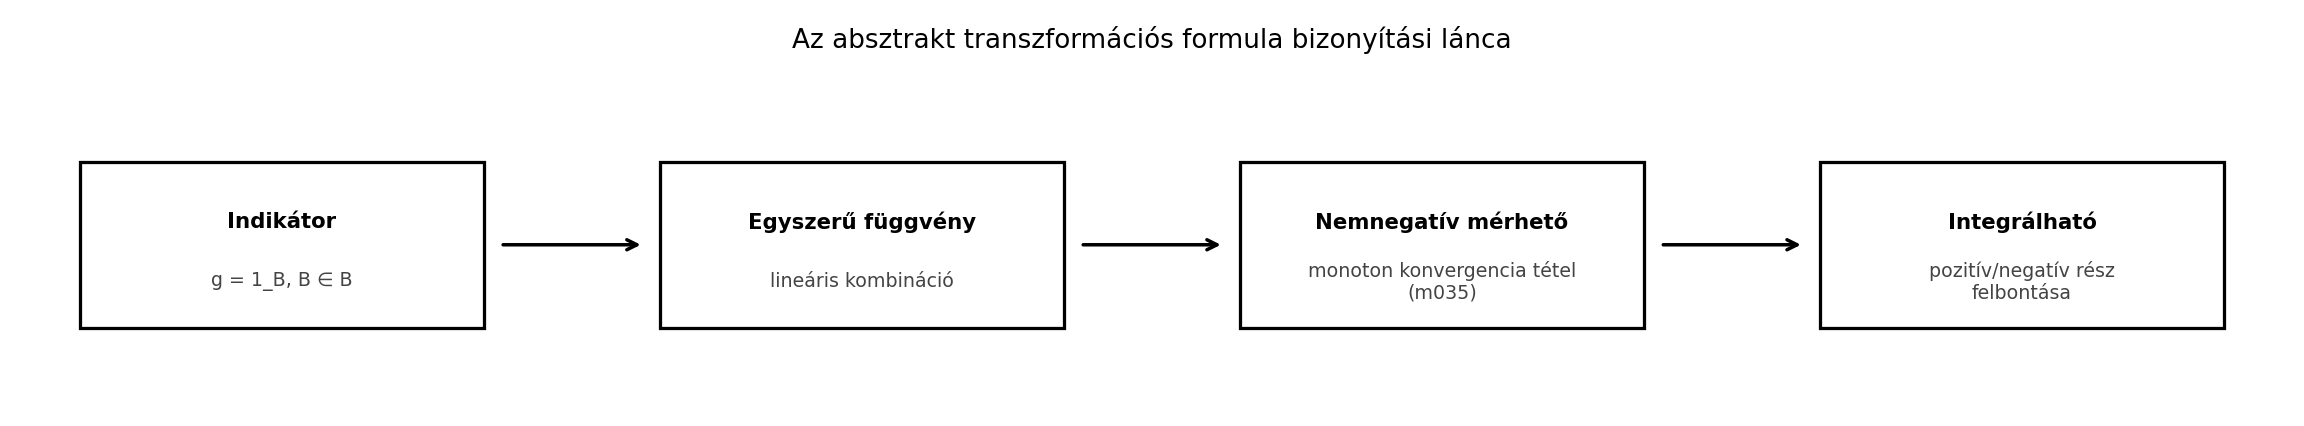 Az absztrakt transzformációs formula bizonyítási lánca
Indikátor
g = 1_B, B ∈ B
Egyszerű függvény
lineáris kombináció
Nemnegatív mérhető
monoton konvergencia tétel
(m035)
Integrálható
pozitív/negatív rész
felbontása